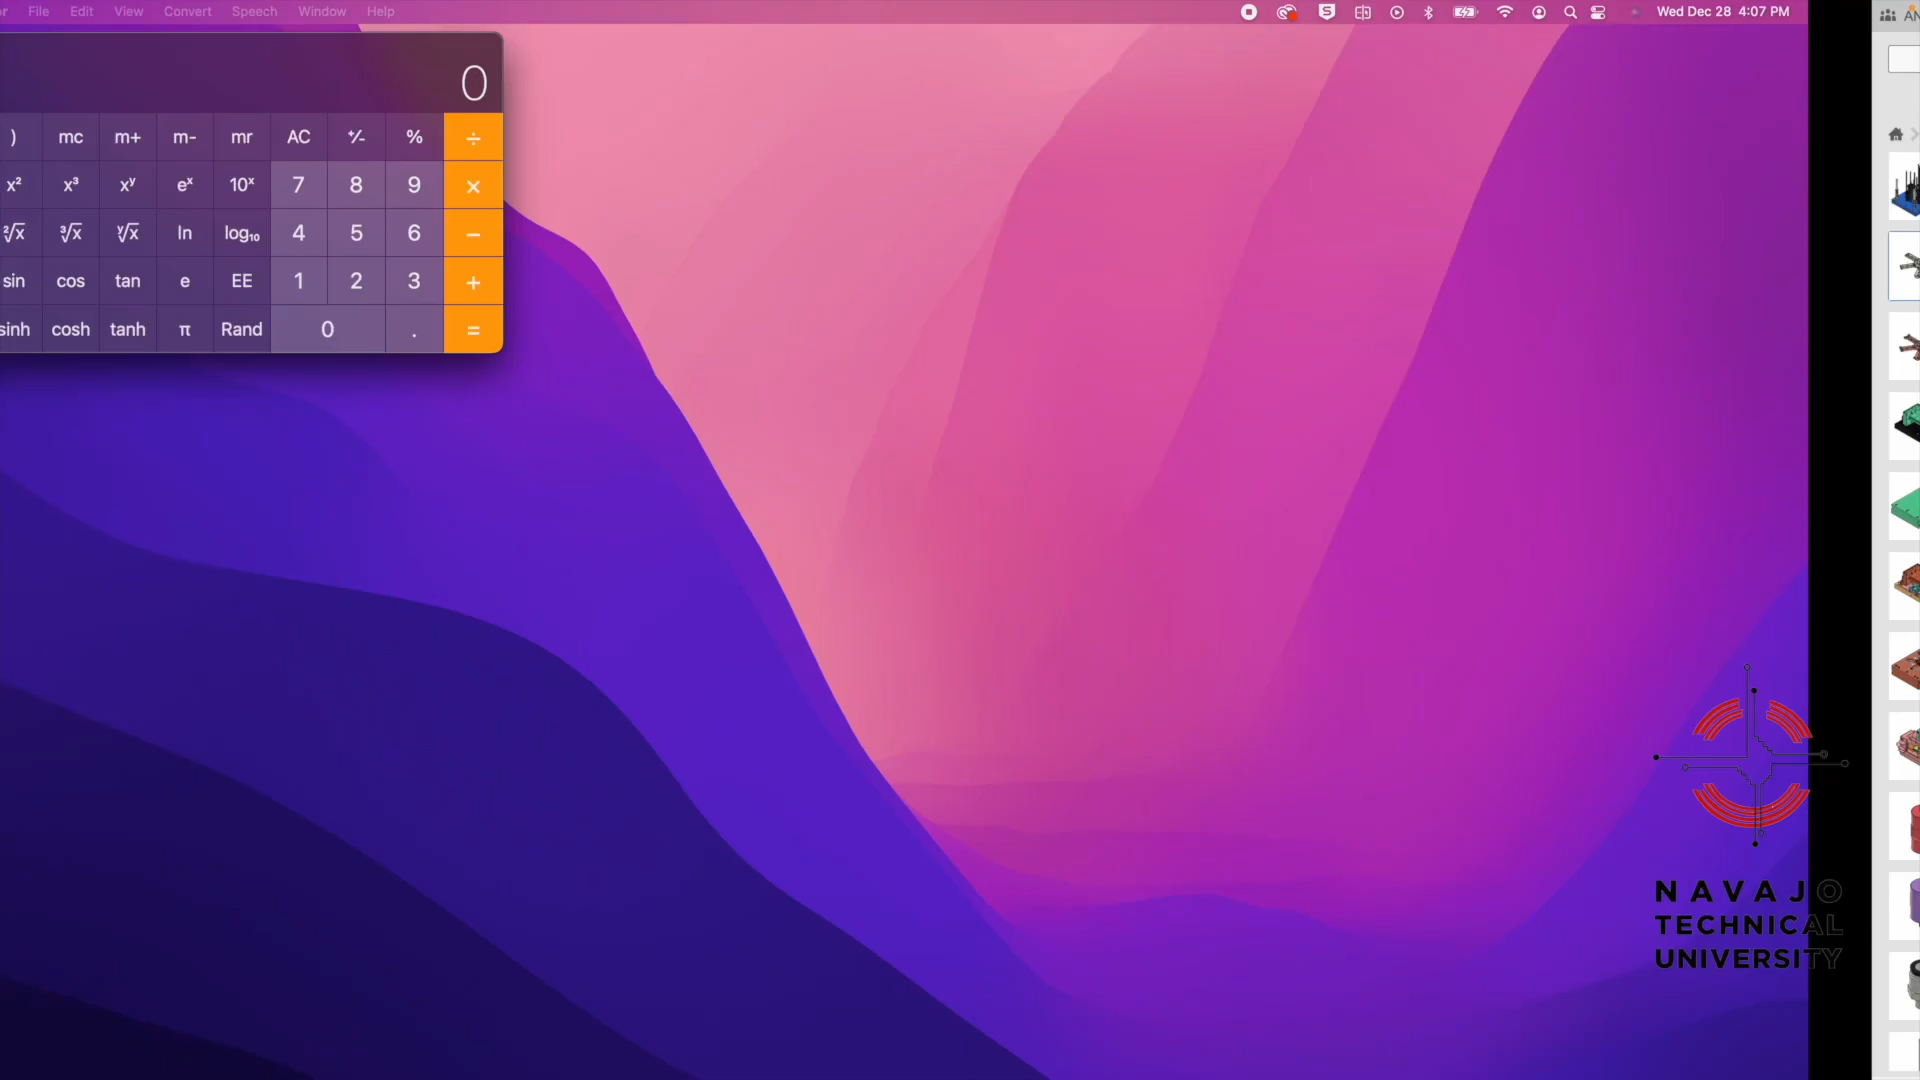 File Edit View Convert Speech Window Help
Wed Dec 28 4:07 PM
0
) mc m+ m- mr AC +/- % ÷
x² x³ xʸ eˣ 10ˣ 7 8 9 ×
²√x ³√x ʸ√x ln log₁₀ 4 5 6 −
sin cos tan e EE 1 2 3 +
sinh cosh tanh π Rand 0 . =
NAVAJO
TECHNICAL
UNIVERSITY